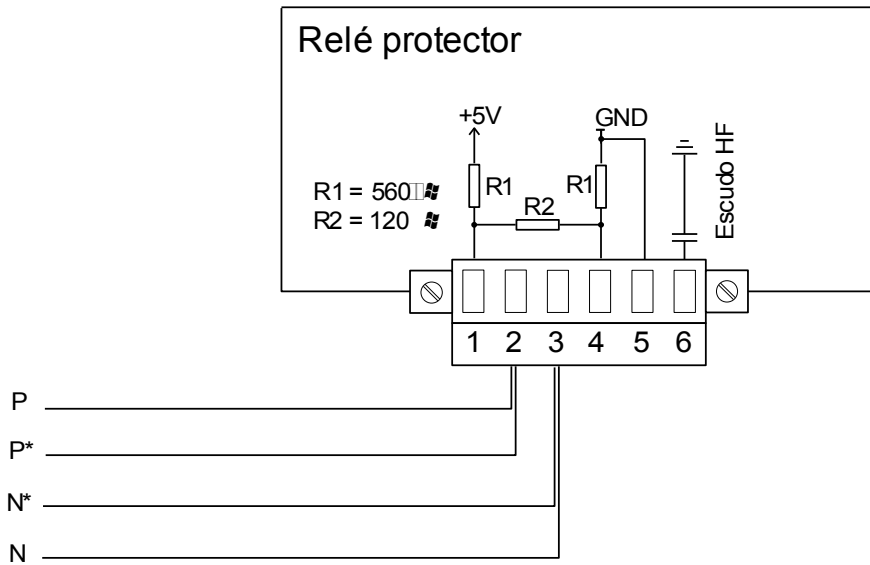 Relé protector
+5V
GND
R1 = 560
R2 = 120
R1
R2
R1
Escudo HF
1 2 3 4 5 6
P
P*
N*
N